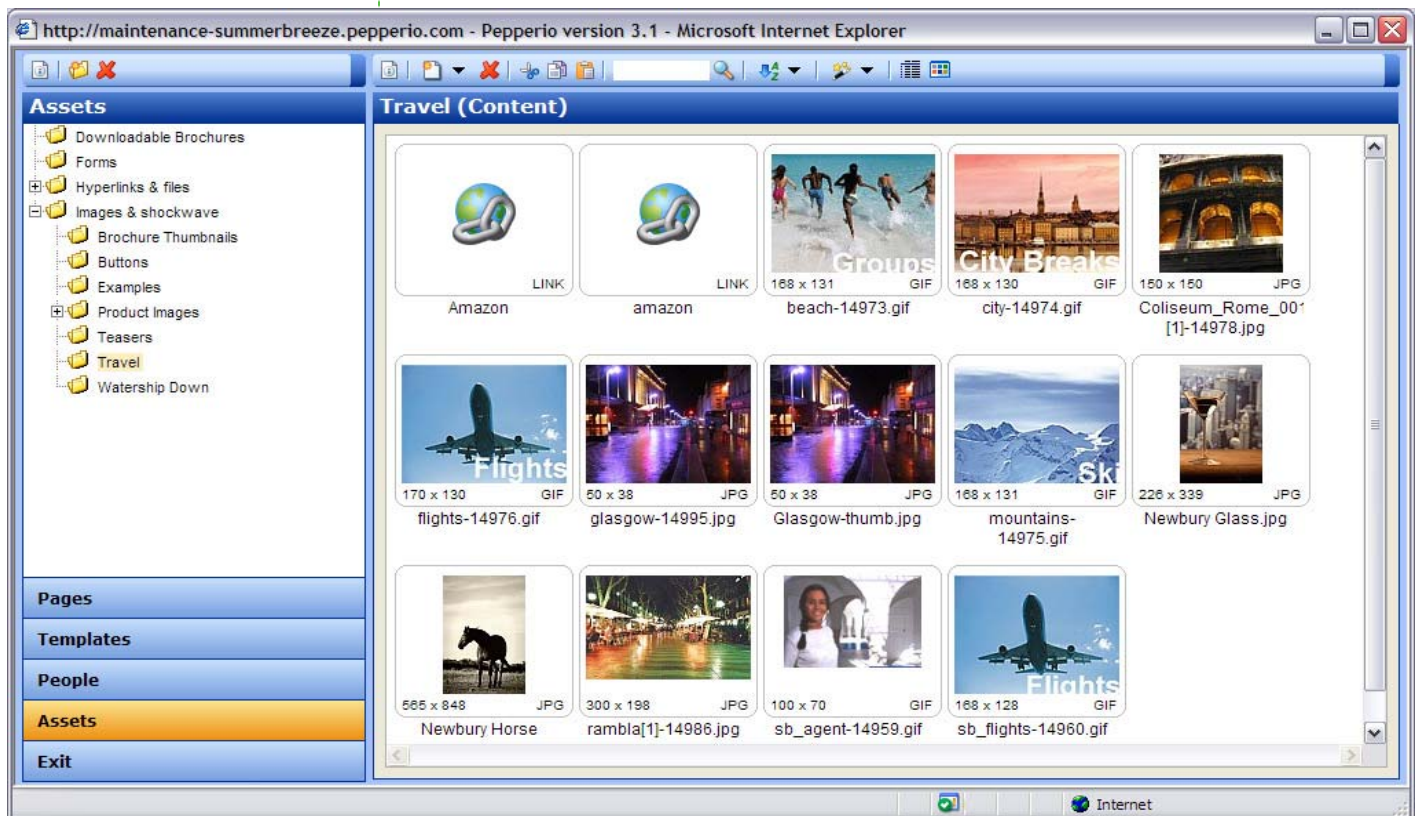 http://maintenance-summerbreeze.pepperio.com - Pepperio version 3.1 - Microsoft Internet Explorer
Assets
Downloadable Brochures
Forms
Hyperlinks & files
Images & shockwave
Brochure Thumbnails
Buttons
Examples
Product Images
Teasers
Travel
Watership Down
Pages
Templates
People
Assets
Exit
Travel (Content)
LINK
Amazon
LINK
amazon
Groups
168 x 131 GIF
beach-14973.gif
City Breaks
168 x 130 GIF
city-14974.gif
150 x 150 JPG
Coliseum_Rome_001
[1]-14978.jpg
Flights
170 x 130 GIF
flights-14976.gif
50 x 38 JPG
glasgow-14995.jpg
50 x 38 JPG
Glasgow-thumb.jpg
Ski
168 x 131 GIF
mountains-
14975.gif
226 x 339 JPG
Newbury Glass.jpg
565 x 848 JPG
Newbury Horse
300 x 198 JPG
rambla[1]-14986.jpg
100 x 70 GIF
sb_agent-14959.gif
Flights
168 x 128 GIF
sb_flights-14960.gif
Internet